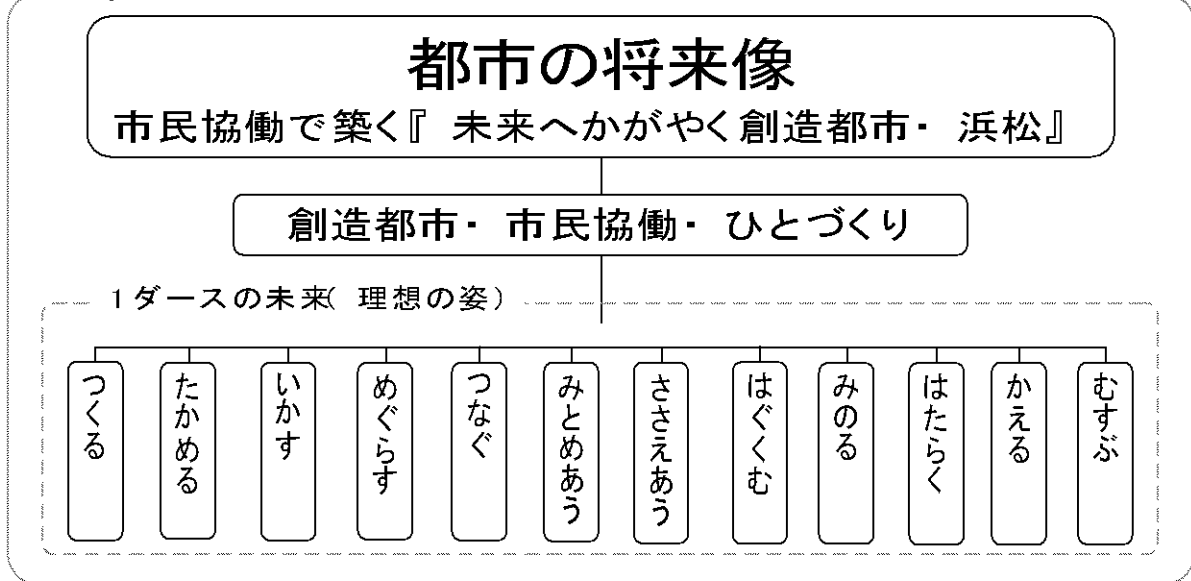 都市の将来像
市民協働で築く『未来へかがやく創造都市・浜松』
創造都市・市民協働・ひとづくり
1ダースの未来(理想の姿)
つくる
たかめる
いかす
めぐらす
つなぐ
みとめあう
ささえあう
はぐくむ
みのる
はたらく
かえる
むすぶ